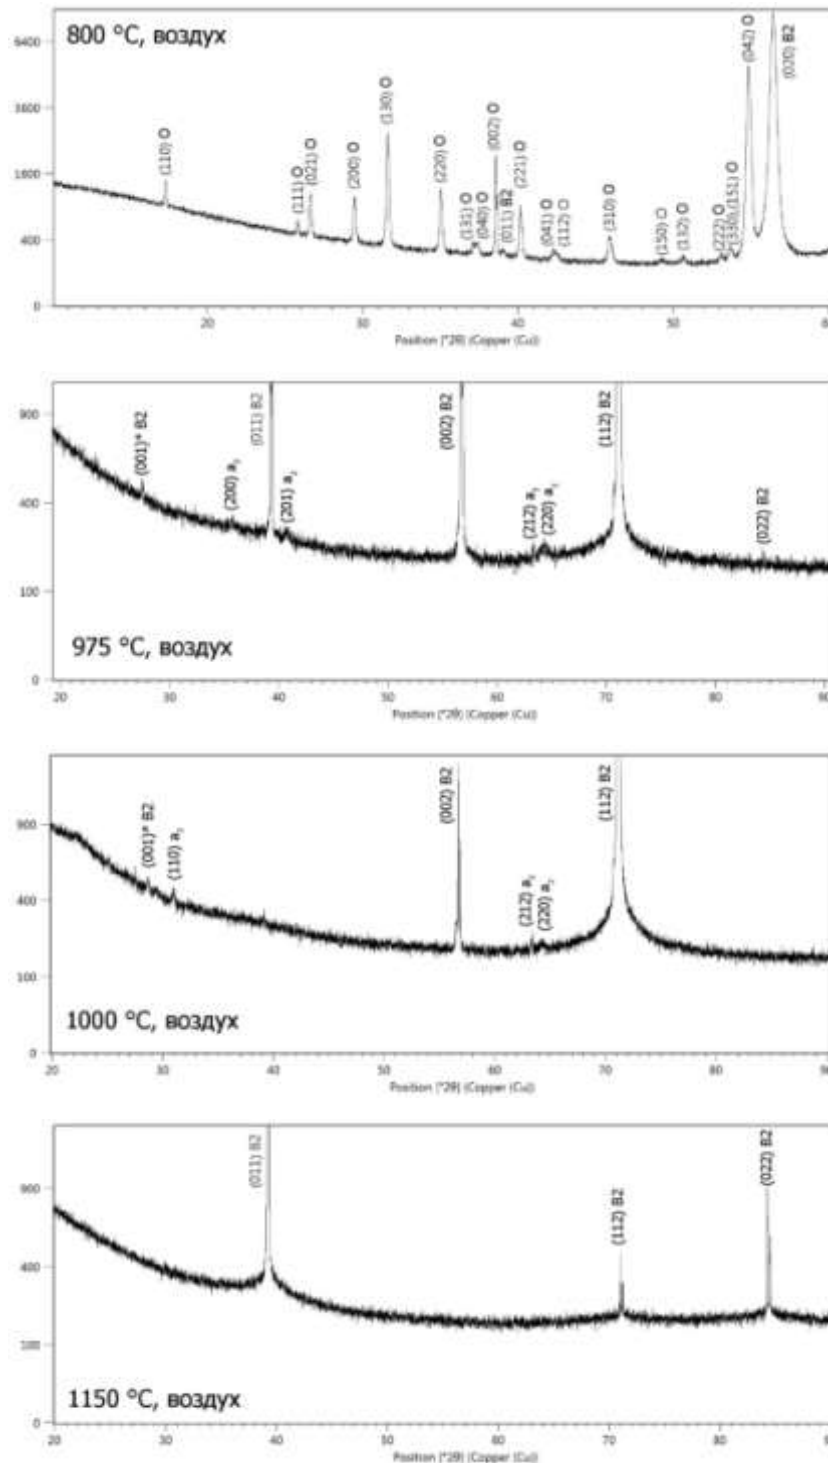 800 °C, воздух
6400
3600
1600
400
0
(110) O
(111) O
(021) O
(200) O
(130) O
(220) O
(131) O
(040) O
(002) O
(011) B2
(221) O
(041) O
(112) O
(310) O
(150) O
(132) O
(222) O
(330),(151) O
(042) O
(020) B2
20
30
40
50
Position [°2θ] (Copper (Cu))
900
400
100
0
(001)* B2
(200) a₂
(011) B2
(201) a₂
(002) B2
(212) a₂
(220) a₂
(112) B2
(022) B2
975 °C, воздух
20
30
40
50
60
70
80
90
Position [°2θ] (Copper (Cu))
900
400
100
0
(001)* B2
(110) a₂
(002) B2
(212) a₂
(220) a₂
(112) B2
1000 °C, воздух
20
30
40
50
60
70
80
90
Position [°2θ] (Copper (Cu))
900
400
100
0
(011) B2
(112) B2
(022) B2
1150 °C, воздух
20
30
40
50
60
70
80
Position [°2θ] (Copper (Cu))